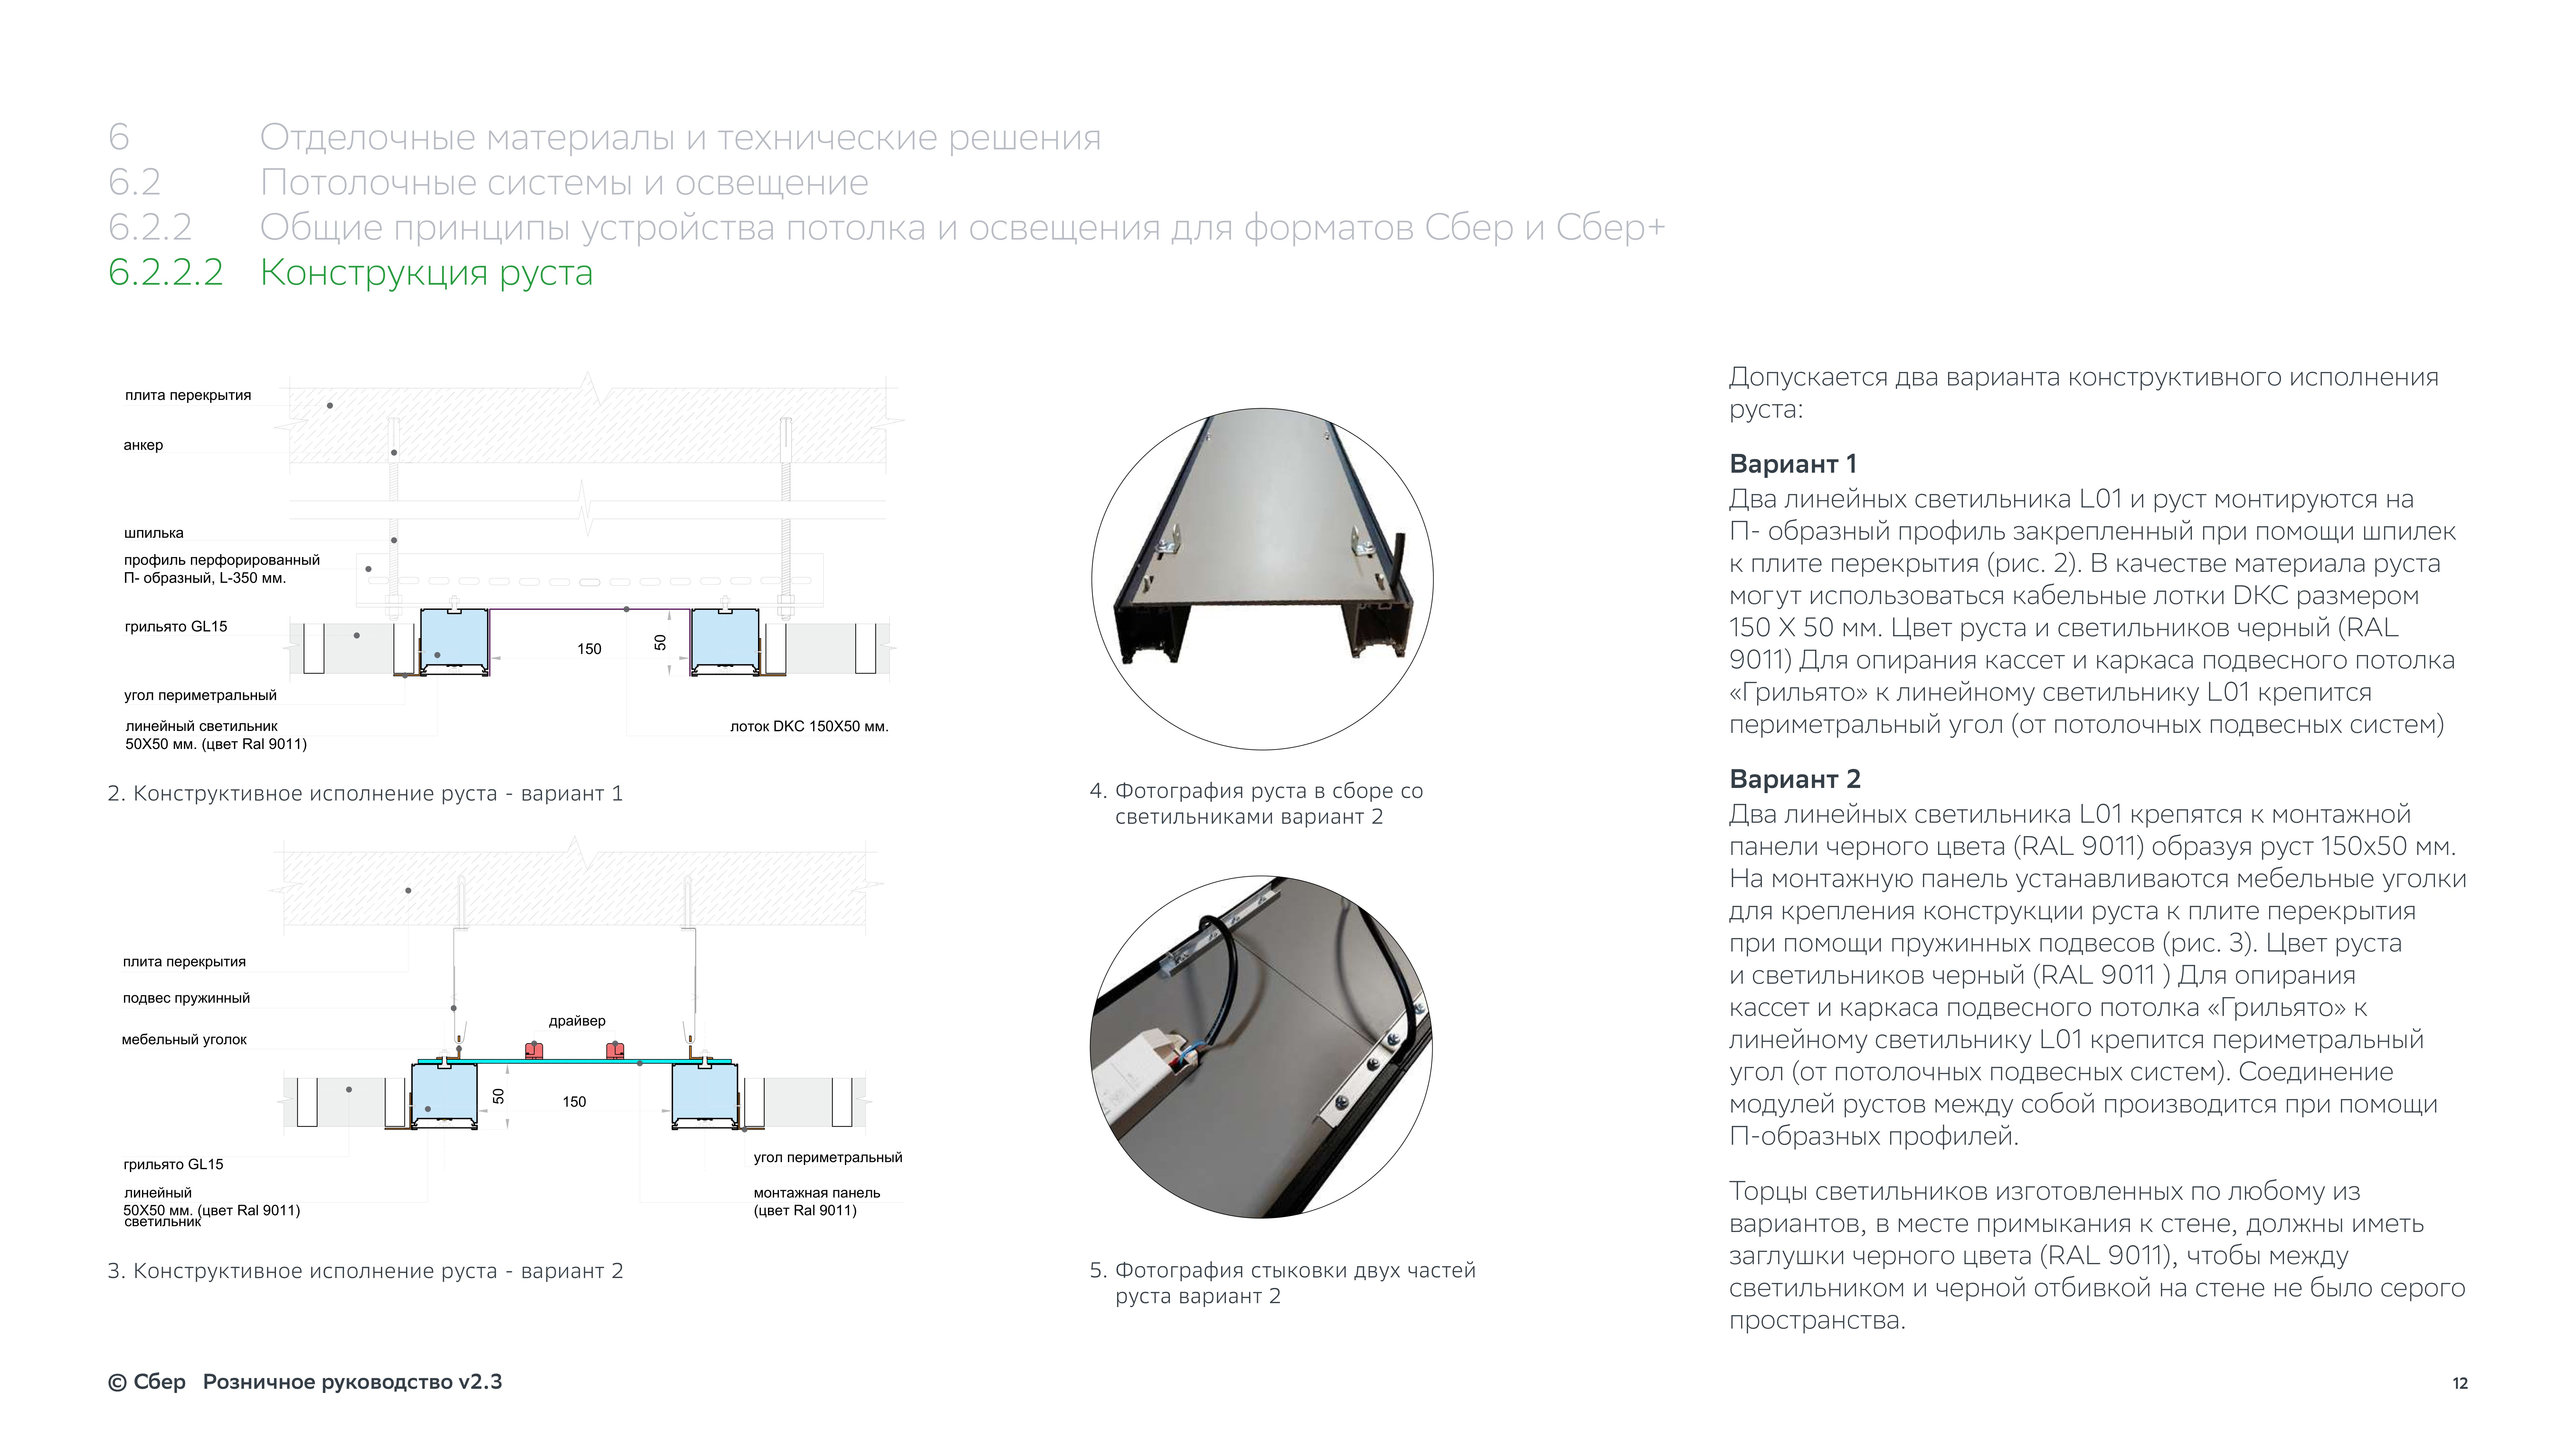 6 Отделочные материалы и технические решения
6.2 Потолочные системы и освещение
6.2.2 Общие принципы устройства потолка и освещения для форматов Сбер и Сбер+
6.2.2.2 Конструкция руста
плита перекрытия
анкер
шпилька
профиль перфорированный
П- образный, L-350 мм.
грильято GL15
150
50
угол периметральный
линейный светильник
50X50 мм. (цвет Ral 9011)
лоток DKC 150X50 мм.
2. Конструктивное исполнение руста - вариант 1
плита перекрытия
подвес пружинный
драйвер
мебельный уголок
50
150
грильято GL15
угол периметральный
линейный
50X50 мм. (цвет Ral 9011)
светильник
монтажная панель
(цвет Ral 9011)
3. Конструктивное исполнение руста - вариант 2
4. Фотография руста в сборе со
светильниками вариант 2
5. Фотография стыковки двух частей
руста вариант 2
Допускается два варианта конструктивного исполнения
руста:
Вариант 1
Два линейных светильника L01 и руст монтируются на
П- образный профиль закрепленный при помощи шпилек
к плите перекрытия (рис. 2). В качестве материала руста
могут использоваться кабельные лотки DKC размером
150 X 50 мм. Цвет руста и светильников черный (RAL
9011) Для опирания кассет и каркаса подвесного потолка
«Грильято» к линейному светильнику L01 крепится
периметральный угол (от потолочных подвесных систем)
Вариант 2
Два линейных светильника L01 крепятся к монтажной
панели черного цвета (RAL 9011) образуя руст 150x50 мм.
На монтажную панель устанавливаются мебельные уголки
для крепления конструкции руста к плите перекрытия
при помощи пружинных подвесов (рис. 3). Цвет руста
и светильников черный (RAL 9011 ) Для опирания
кассет и каркаса подвесного потолка «Грильято» к
линейному светильнику L01 крепится периметральный
угол (от потолочных подвесных систем). Соединение
модулей рустов между собой производится при помощи
П-образных профилей.
Торцы светильников изготовленных по любому из
вариантов, в месте примыкания к стене, должны иметь
заглушки черного цвета (RAL 9011), чтобы между
светильником и черной отбивкой на стене не было серого
пространства.
© Сбер Розничное руководство v2.3
12